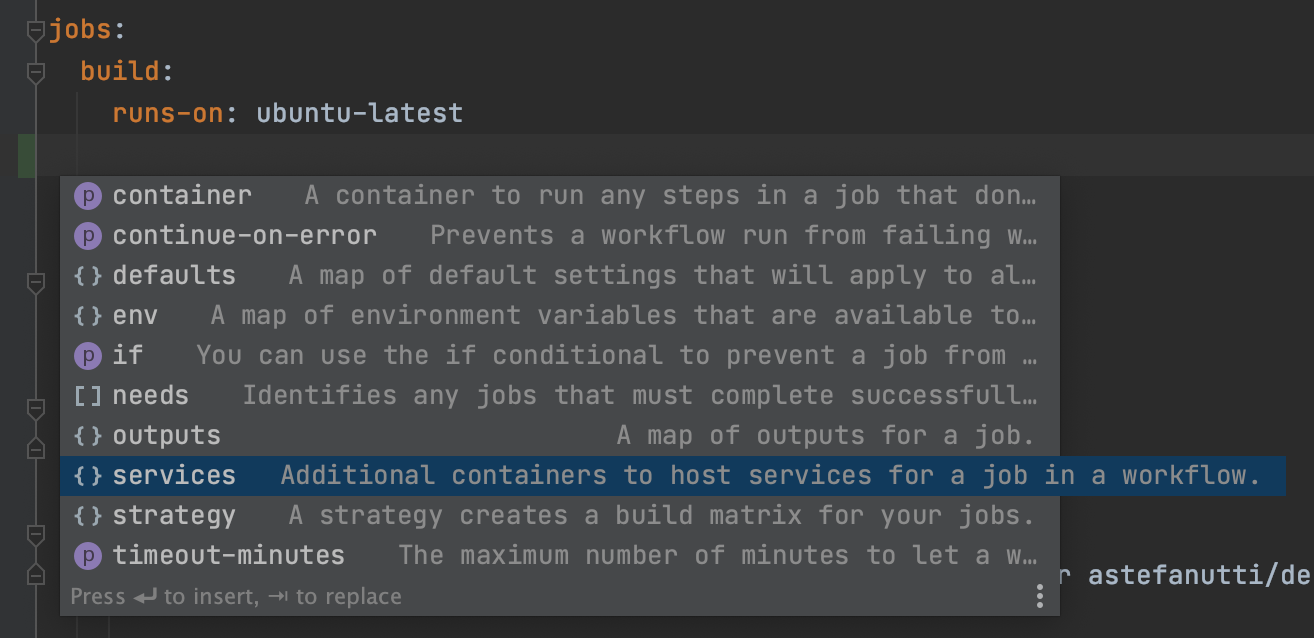 jobs:
build:
runs-on: ubuntu-latest
p container A container to run any steps in a job that don…
p continue-on-error Prevents a workflow run from failing w…
{} defaults A map of default settings that will apply to al…
{} env A map of environment variables that are available to…
p if You can use the if conditional to prevent a job from …
[] needs Identifies any jobs that must complete successfull…
{} outputs A map of outputs for a job.
{} services Additional containers to host services for a job in a workflow.
{} strategy A strategy creates a build matrix for your jobs.
p timeout-minutes The maximum number of minutes to let a w…
r astefanutti/de
Press ↵ to insert, ⇥ to replace